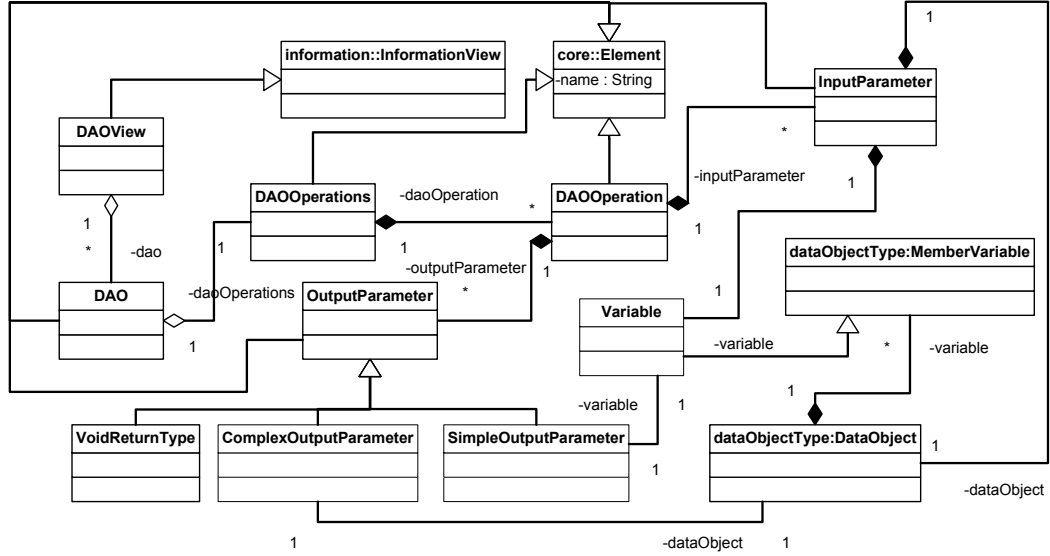 1
1
information::InformationView
core::Element
-name : String
InputParameter
DAOView
*
1
-inputParameter
DAOOperations
-daoOperation
*
DAOOperation
1
1
1
1
*
-dao
-outputParameter
1
dataObjectType:MemberVariable
DAO
-daoOperations
OutputParameter
*
1
Variable
1
-variable
*
-variable
-variable
1
1
VoidReturnType
ComplexOutputParameter
SimpleOutputParameter
dataObjectType:DataObject
1
1
-dataObject
1
-dataObject
1